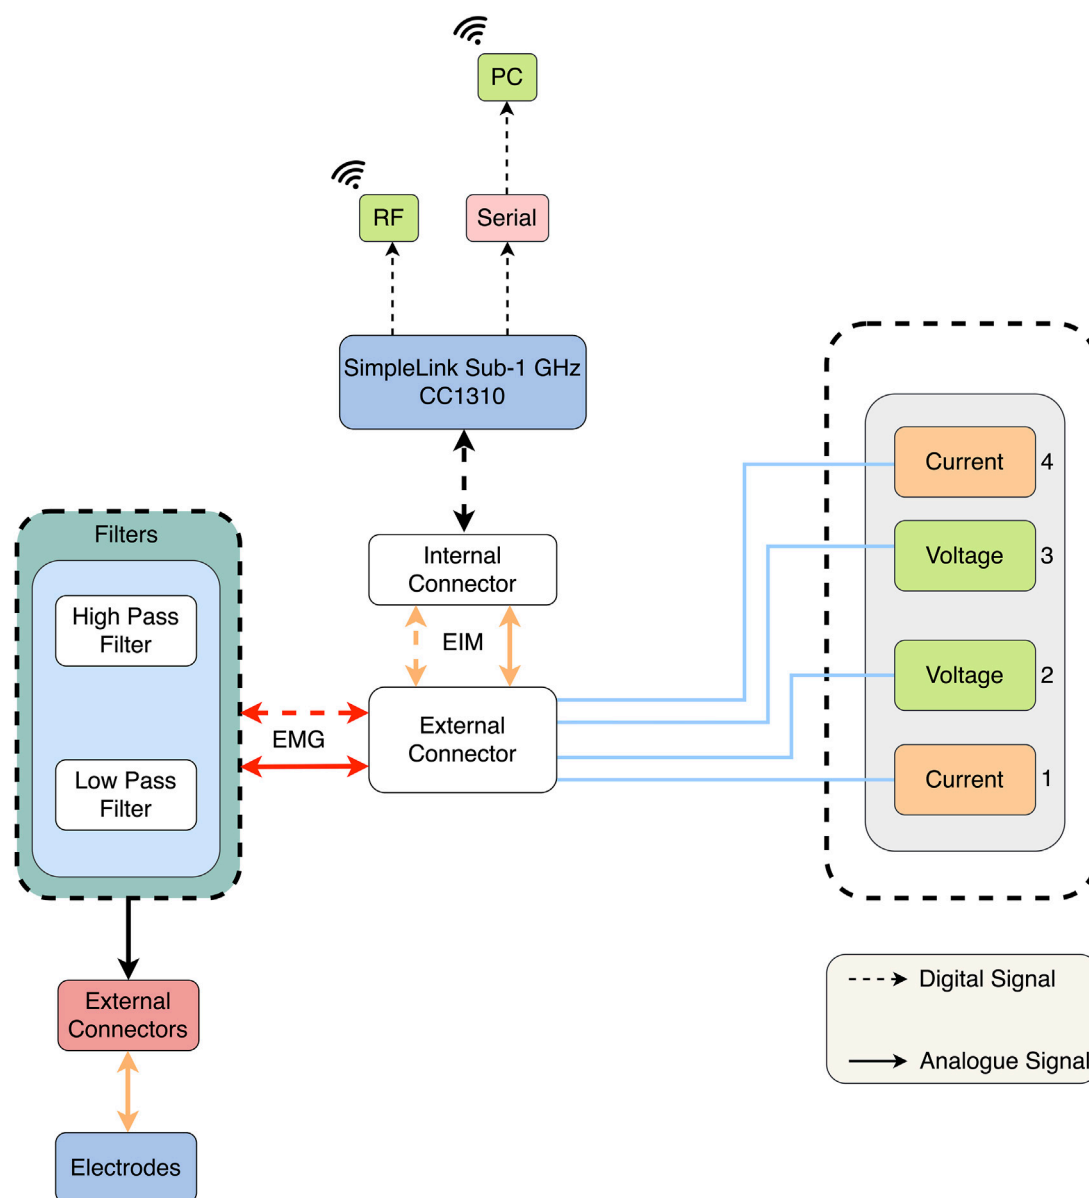 PC
RF
Serial
SimpleLink Sub-1 GHz
CC1310
Current 4
Filters
Internal
Connector
Voltage 3
High Pass
Filter
EIM
Voltage 2
External
Connector
EMG
Low Pass
Filter
Current 1
Digital Signal
External
Connectors
Analogue Signal
Electrodes